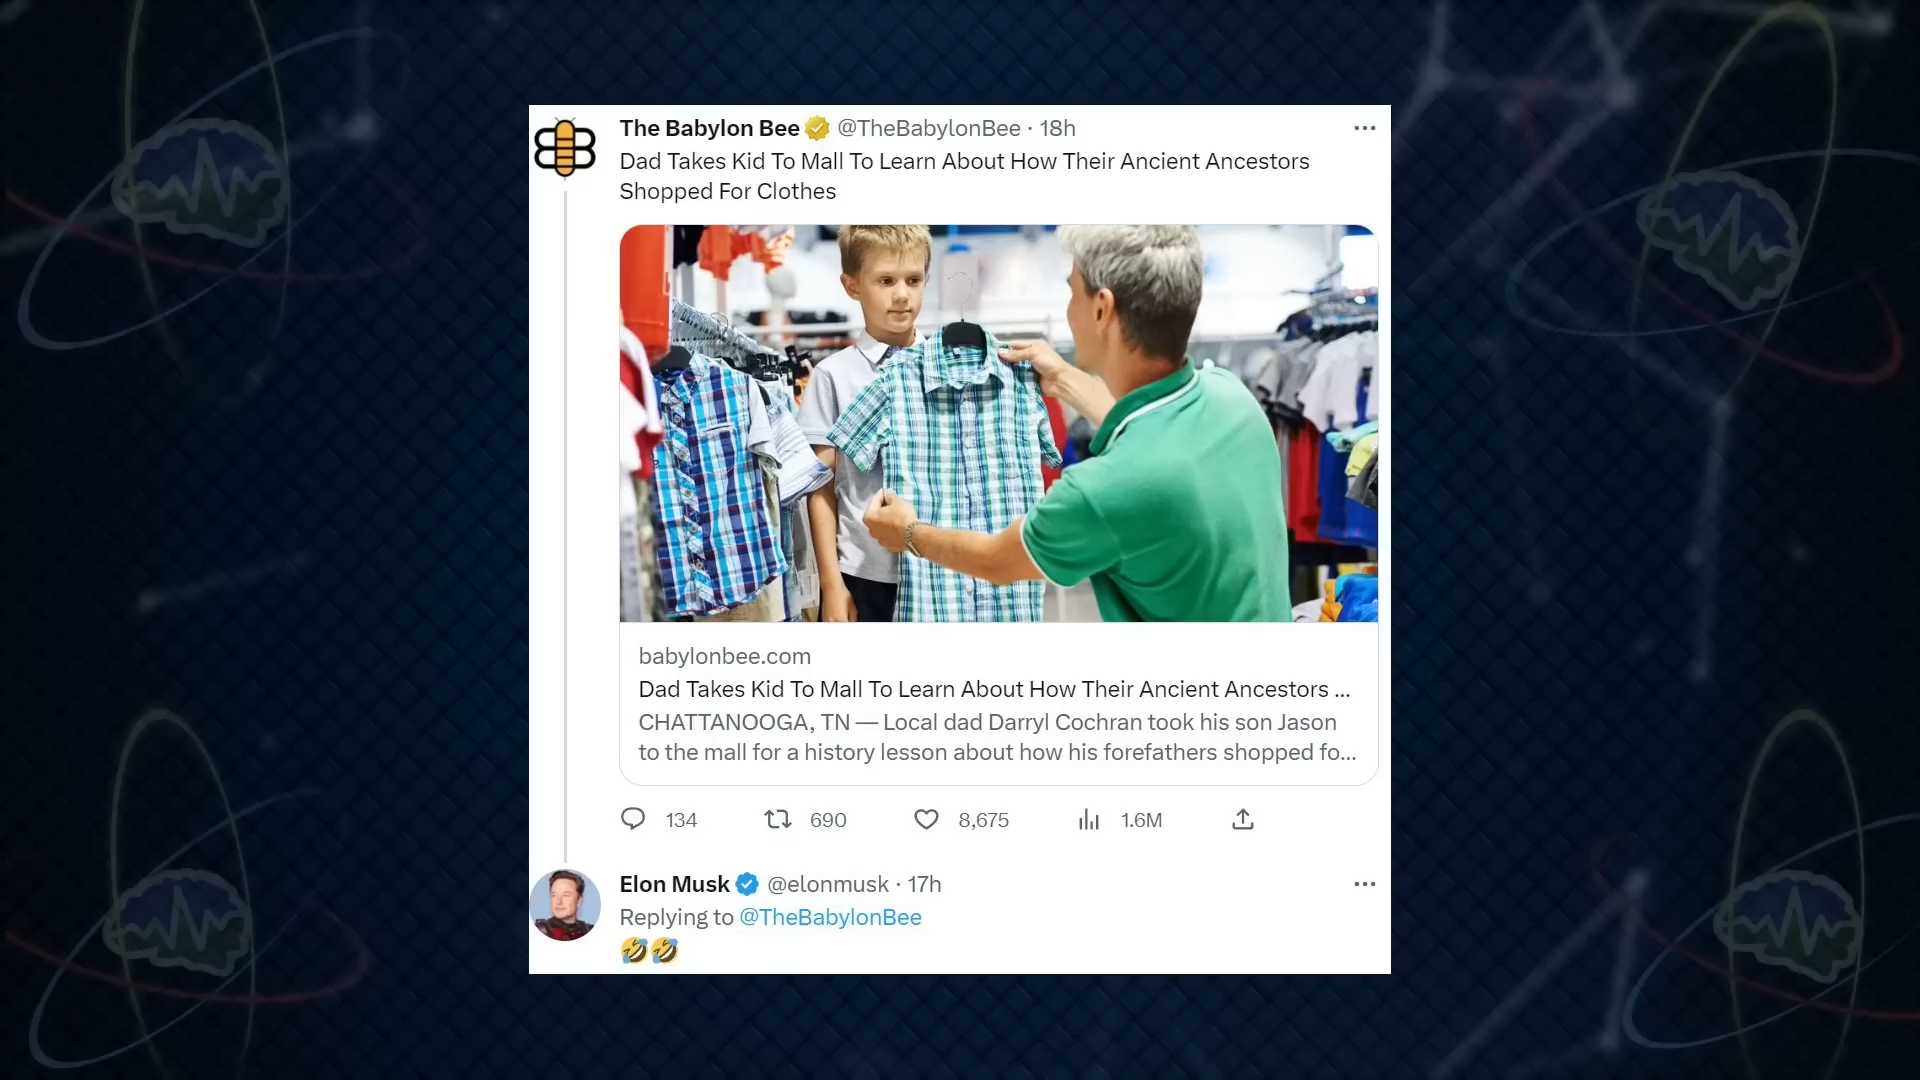 The Babylon Bee @TheBabylonBee · 18h
Dad Takes Kid To Mall To Learn About How Their Ancient Ancestors
Shopped For Clothes
babylonbee.com
Dad Takes Kid To Mall To Learn About How Their Ancient Ancestors ...
CHATTANOOGA, TN — Local dad Darryl Cochran took his son Jason
to the mall for a history lesson about how his forefathers shopped fo...
134 690 8,675 1.6M
Elon Musk @elonmusk · 17h
Replying to @TheBabylonBee
🤣🤣